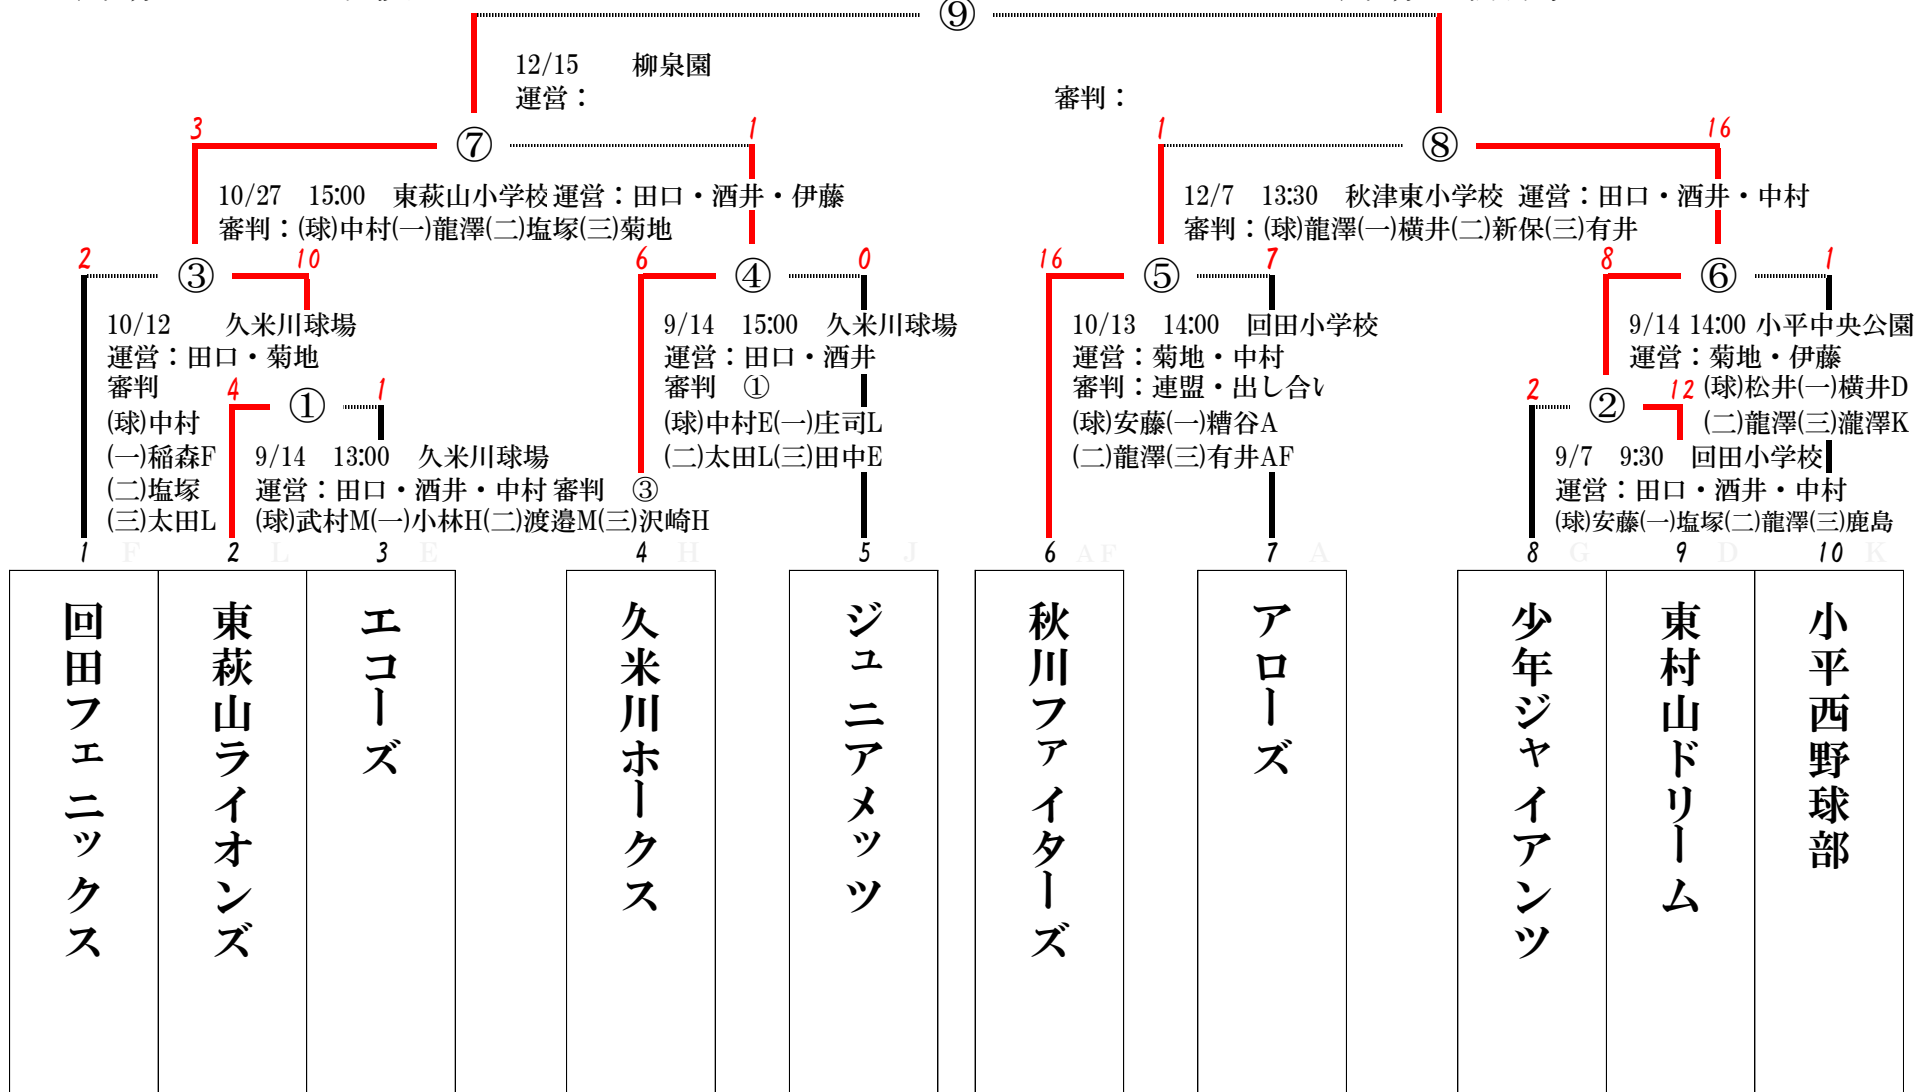 ⑨
12/15 柳泉園
運営：
審判：
3
⑦
1
1
⑧
16
10/27 15:00 東萩山小学校 運営：田口・酒井・伊藤
審判：(球)中村(一)龍澤(二)塩塚(三)菊地
12/7 13:30 秋津東小学校 運営：田口・酒井・中村
審判：(球)龍澤(一)横井(二)新保(三)有井
2
③
10
6
④
0
16
⑤
7
8
⑥
1
10/12 久米川球場
運営：田口・菊地
審判
(球)中村
(一)稲森F
(二)塩塚
(三)太田L
4
①
1
9/14 13:00 久米川球場
運営：田口・酒井・中村 審判 ③
(球)武村M(一)小林H(二)渡邉M(三)沢崎H
9/14 15:00 久米川球場
運営：田口・酒井
審判 ①
(球)中村E(一)庄司L
(二)太田L(三)田中E
10/13 14:00 回田小学校
運営：菊地・中村
審判：連盟・出し合い
(球)安藤(一)糟谷A
(二)龍澤(三)有井AF
9/14 14:00 小平中央公園
運営：菊地・伊藤
(球)松井(一)横井D
(二)龍澤(三)瀧澤K
2
②
12
9/7 9:30 回田小学校
運営：田口・酒井・中村
(球)安藤(一)塩塚(二)龍澤(三)鹿島
1 F
2 L
3 E
4 H
5 J
6 AF
7 A
8 G
9 D
10 K
回田フェニックス
東萩山ライオンズ
エコーズ
久米川ホークス
ジュニアメッツ
秋川ファイターズ
アローズ
少年ジャイアンツ
東村山ドリーム
小平西野球部